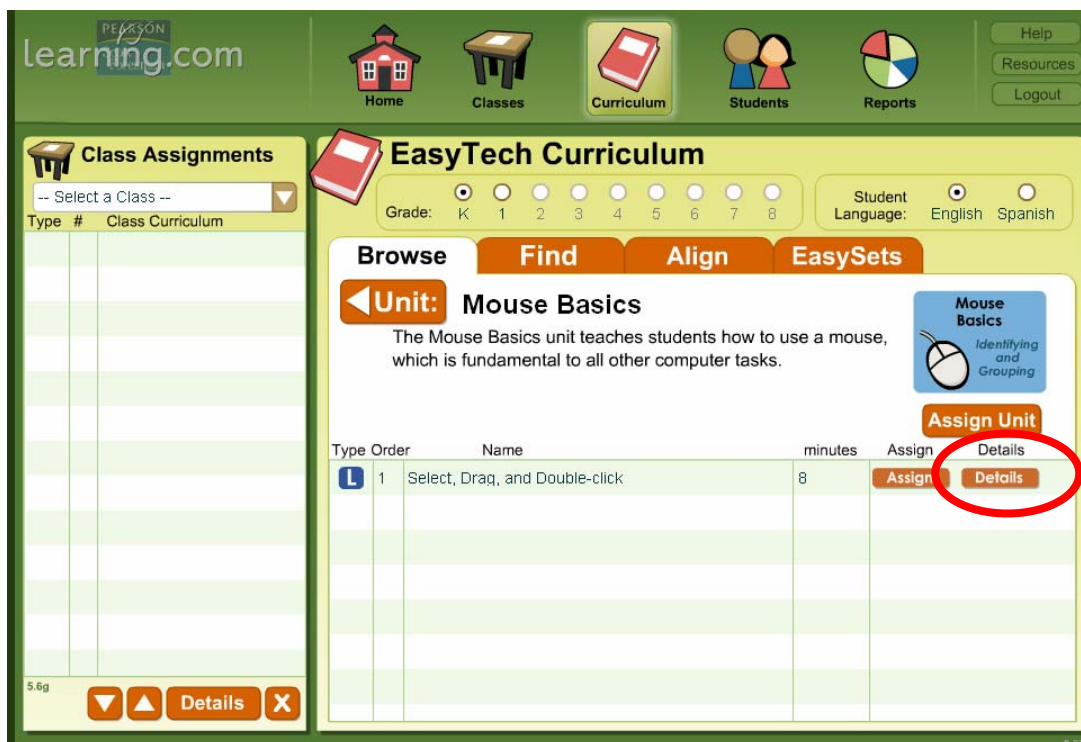 PEARSON
learning.com
Home
Classes
Curriculum
Students
Reports
Help
Resources
Logout
Class Assignments
-- Select a Class --
Type # Class Curriculum
5.6g
Details X
EasyTech Curriculum
Grade: K 1 2 3 4 5 6 7 8
Student
Language: English Spanish
Browse Find Align EasySets
Unit: Mouse Basics
The Mouse Basics unit teaches students how to use a mouse,
which is fundamental to all other computer tasks.
Mouse
Basics
Identifying
and
Grouping
Assign Unit
Type Order Name minutes Assign Details
L 1 Select, Drag, and Double-click 8 Assign Details